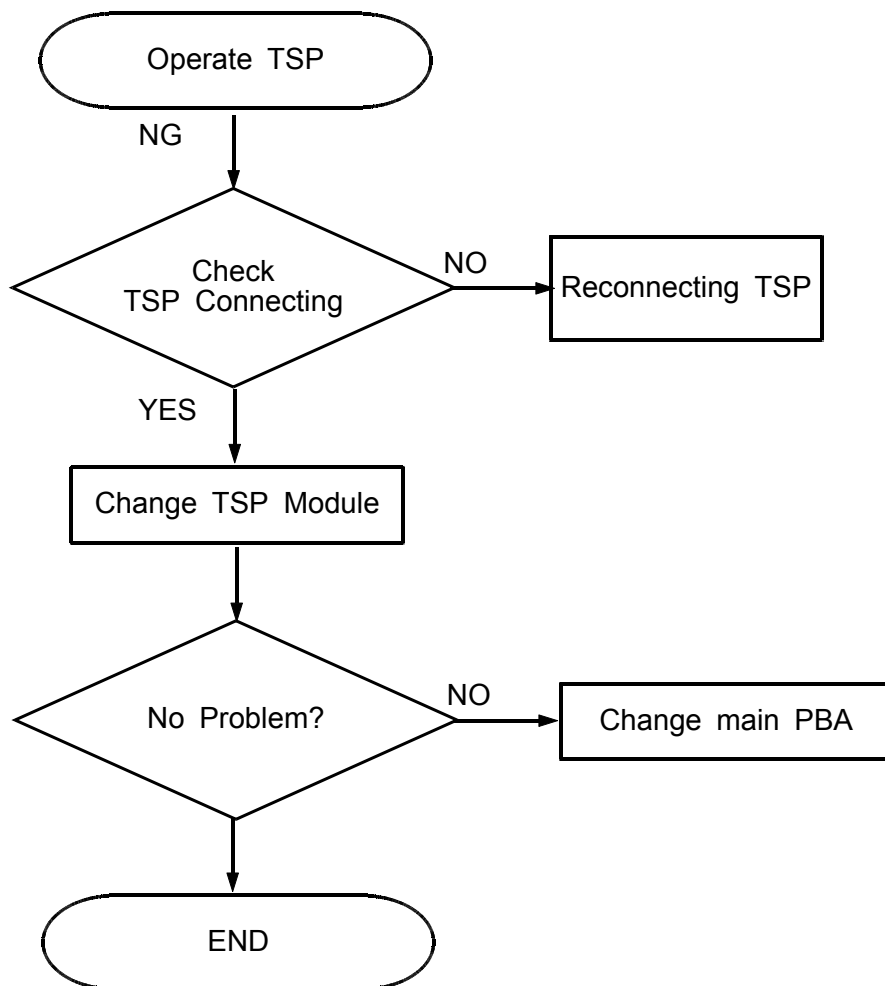 Operate TSP
NG
Check
TSP Connecting
NO
Reconnecting TSP
YES
Change TSP Module
No Problem?
NO
Change main PBA
END